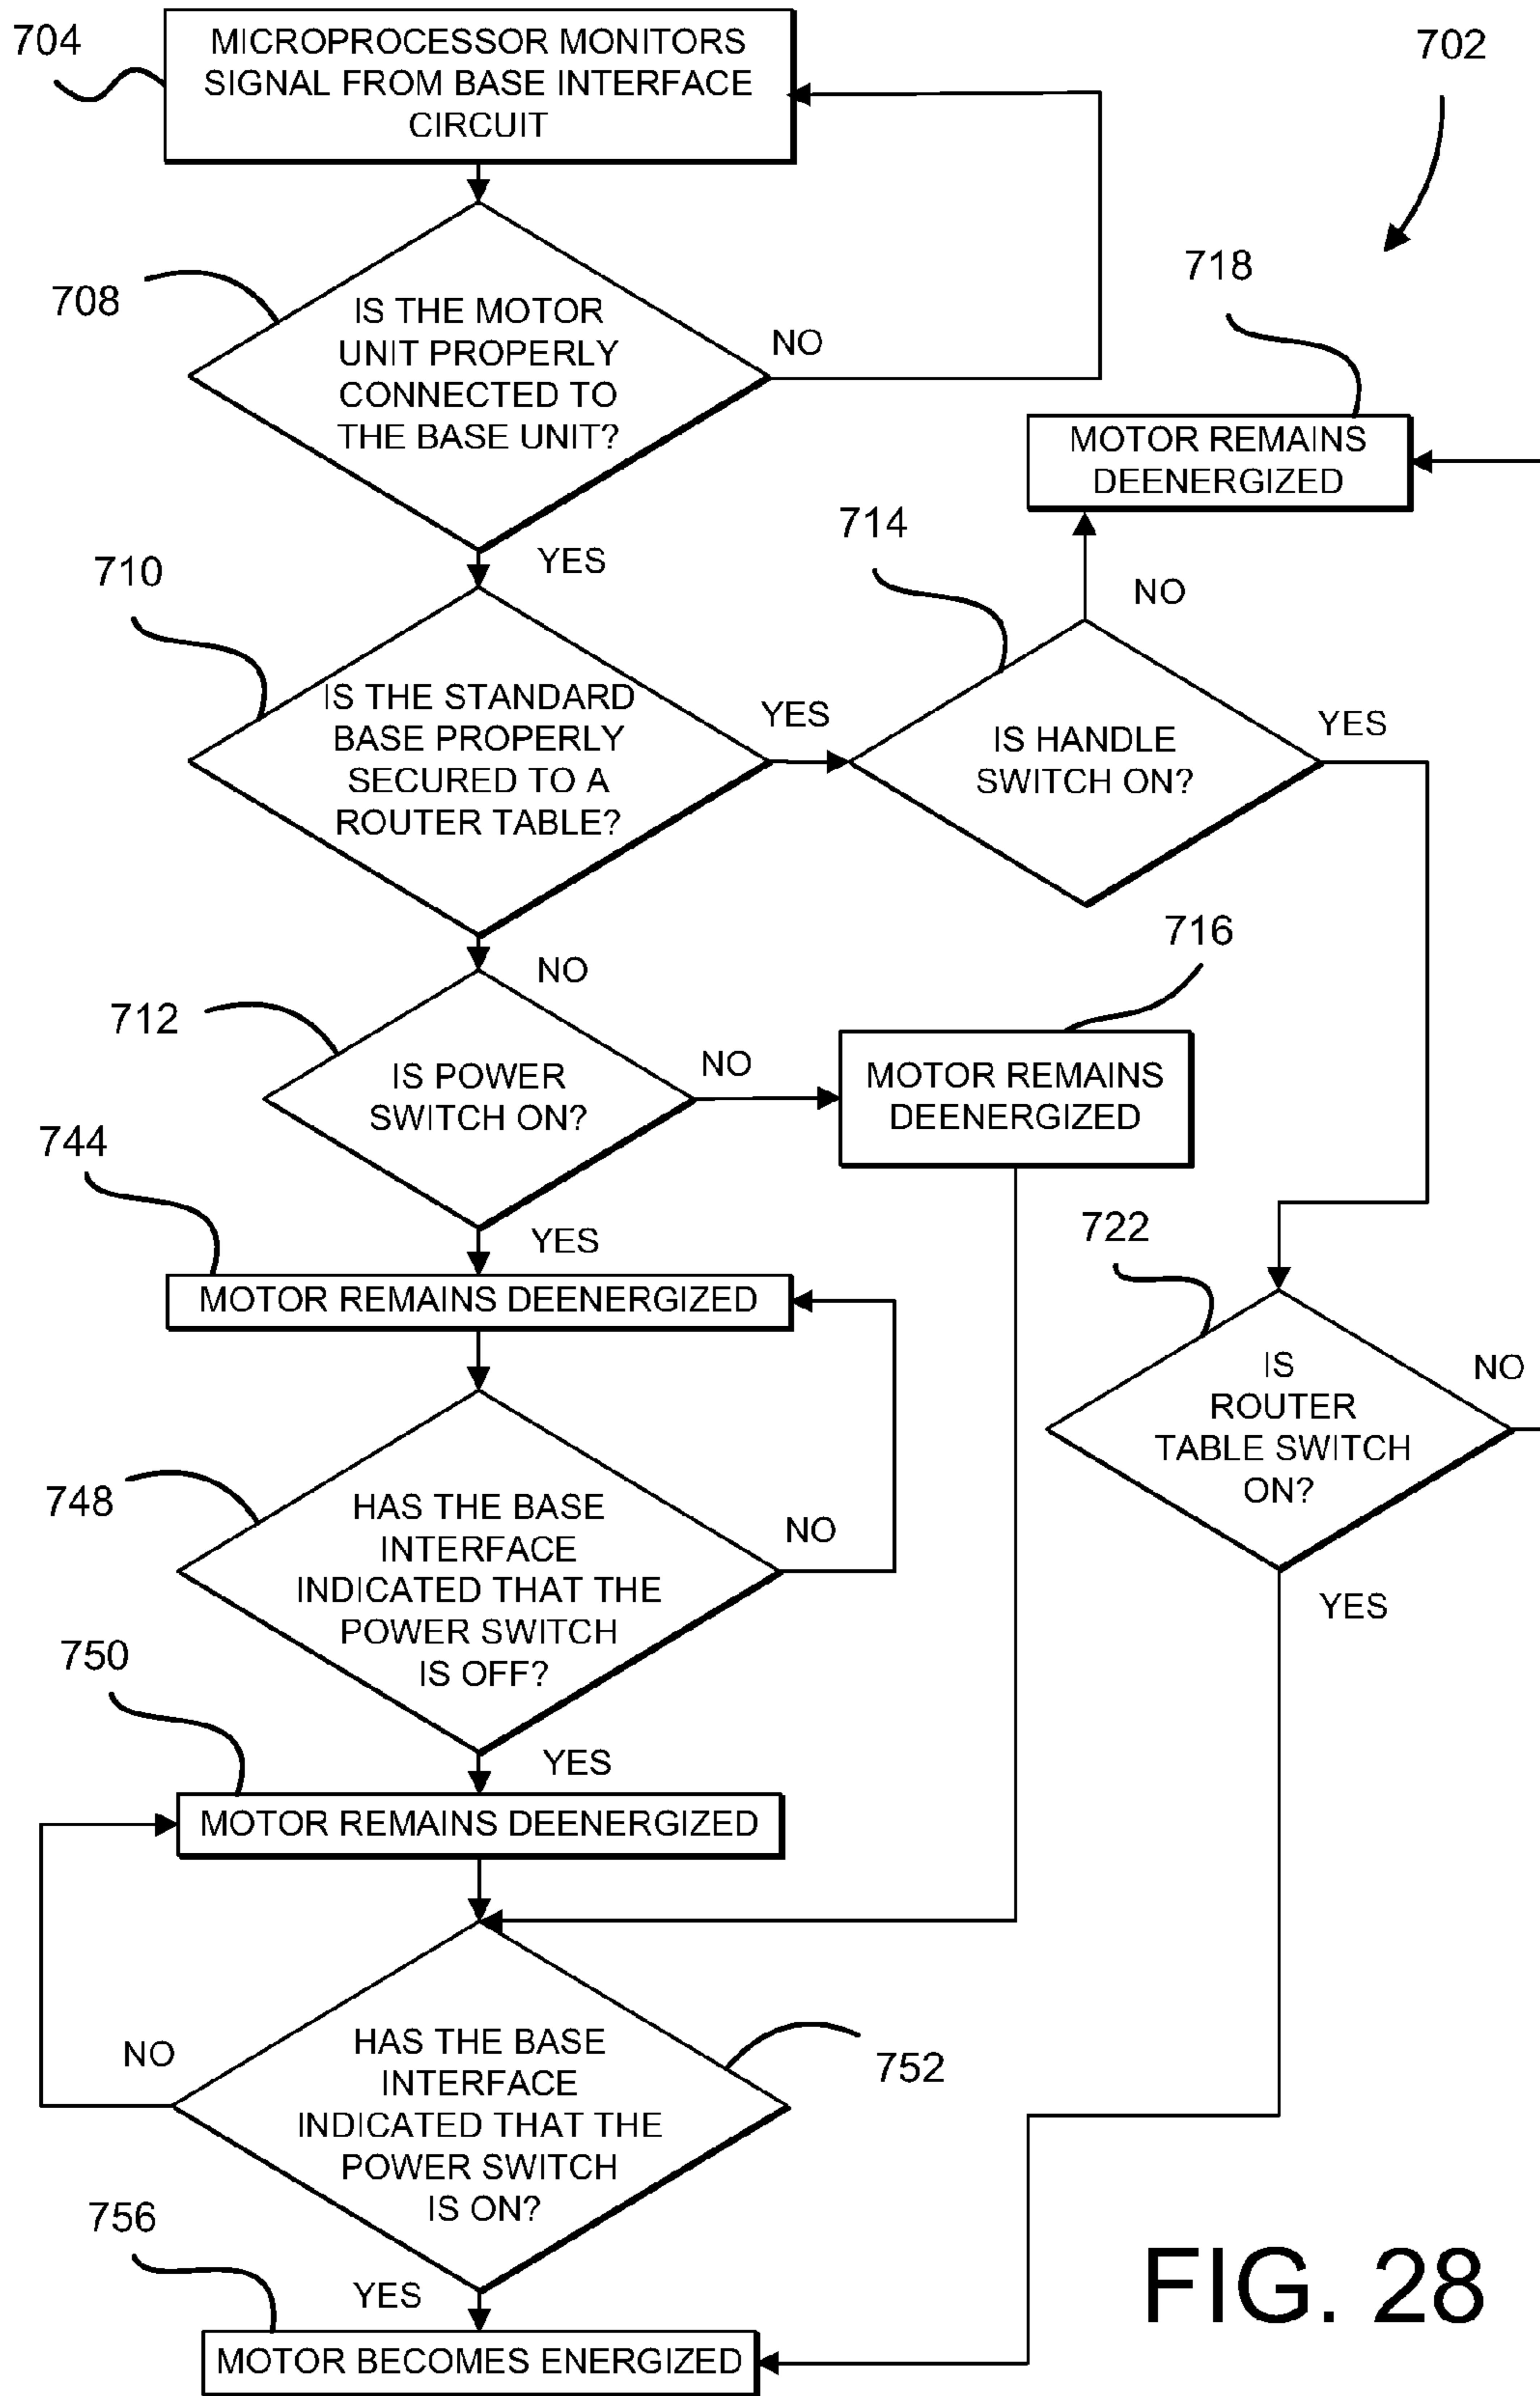 704
MICROPROCESSOR MONITORS
SIGNAL FROM BASE INTERFACE
CIRCUIT
702
708
IS THE MOTOR
UNIT PROPERLY
CONNECTED TO
THE BASE UNIT?
NO
YES
718
MOTOR REMAINS
DEENERGIZED
710
IS THE STANDARD
BASE PROPERLY
SECURED TO A
ROUTER TABLE?
YES
NO
714
NO
IS HANDLE
SWITCH ON?
YES
712
IS POWER
SWITCH ON?
NO
YES
716
MOTOR REMAINS
DEENERGIZED
744
MOTOR REMAINS DEENERGIZED
722
IS
ROUTER
TABLE SWITCH
ON?
NO
YES
748
HAS THE BASE
INTERFACE
INDICATED THAT THE
POWER SWITCH
IS OFF?
NO
YES
750
MOTOR REMAINS DEENERGIZED
NO
HAS THE BASE
INTERFACE
INDICATED THAT THE
POWER SWITCH
IS ON?
752
YES
756
MOTOR BECOMES ENERGIZED
FIG. 28